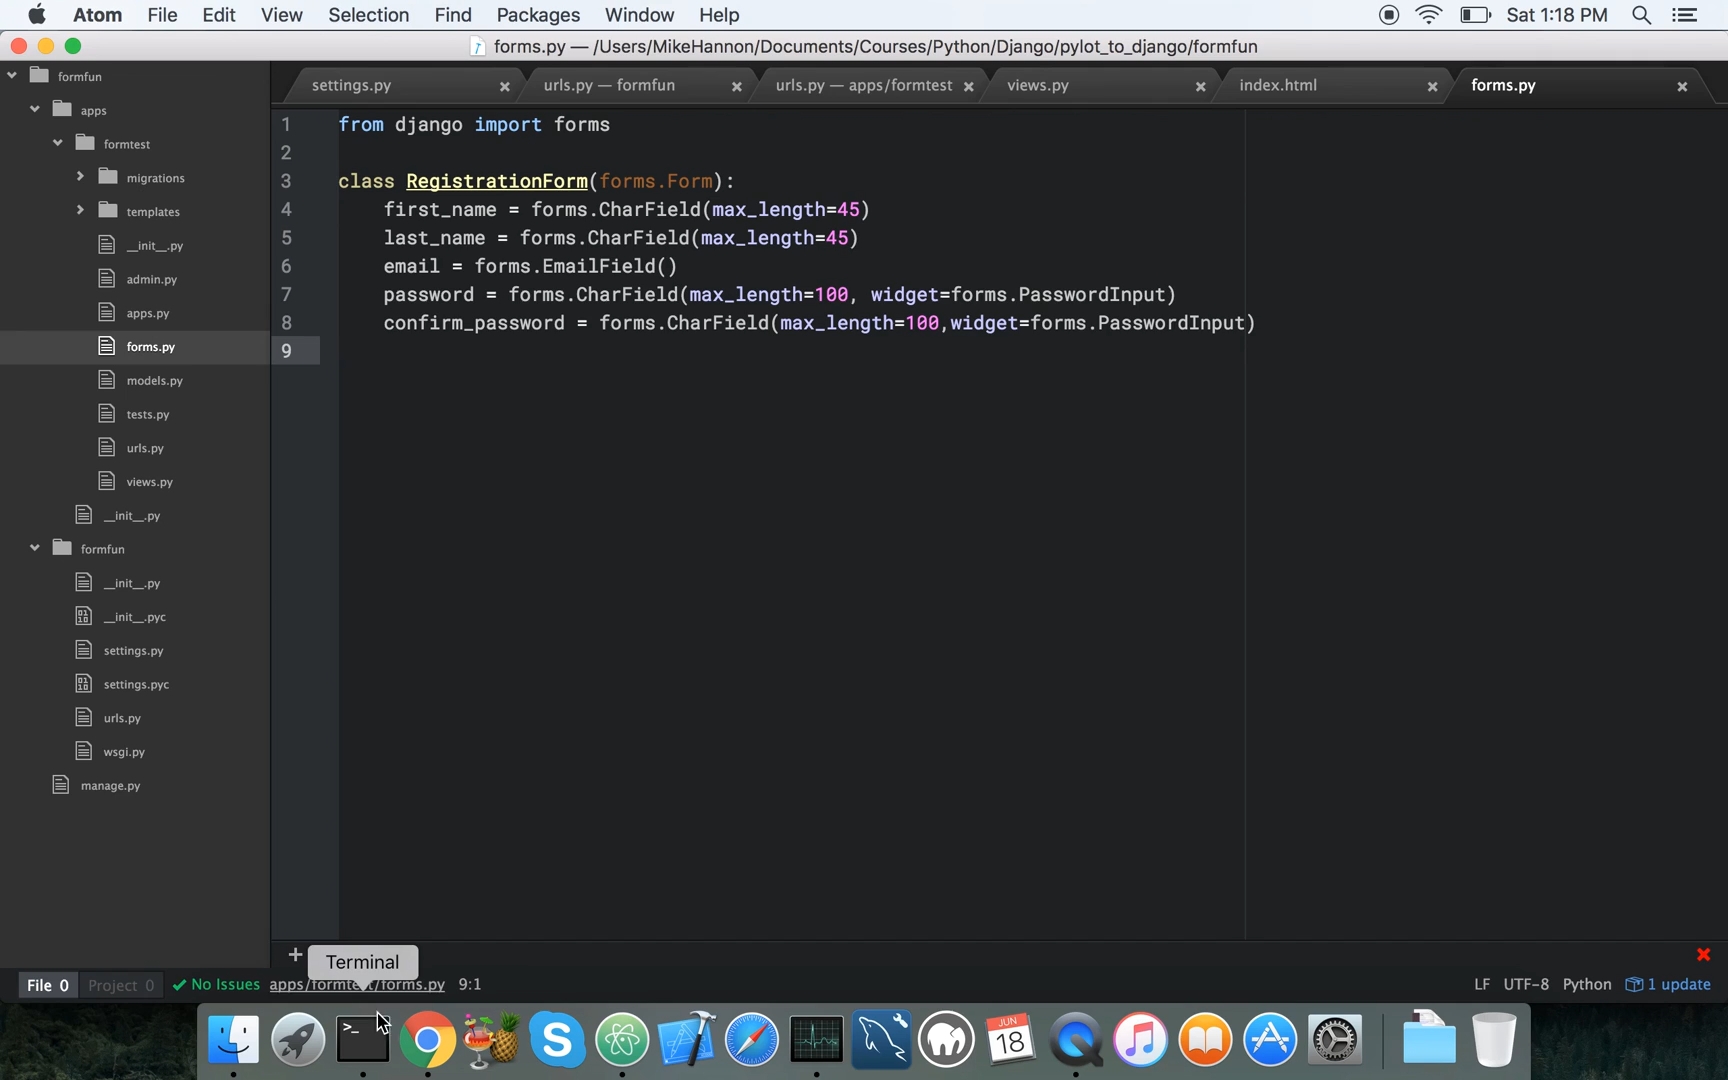 Atom File Edit View Selection Find Packages Window Help Sat 1:18 PM
forms.py — /Users/MikeHannon/Documents/Courses/Python/Django/pylot_to_django/formfun
settings.py urls.py — formfun urls.py — apps/formtest views.py index.html forms.py
formfun
apps
formtest
migrations
templates
__init__.py
admin.py
apps.py
forms.py
models.py
tests.py
urls.py
views.py
__init__.py
formfun
__init__.py
__init__.pyc
settings.py
settings.pyc
urls.py
wsgi.py
manage.py
1 from django import forms
2
3 class RegistrationForm(forms.Form):
4 first_name = forms.CharField(max_length=45)
5 last_name = forms.CharField(max_length=45)
6 email = forms.EmailField()
7 password = forms.CharField(max_length=100, widget=forms.PasswordInput)
8 confirm_password = forms.CharField(max_length=100,widget=forms.PasswordInput)
9
+
Terminal
File 0 Project 0 No Issues apps/formtest/forms.py 9:1 LF UTF-8 Python 1 update
>_
JUN
18